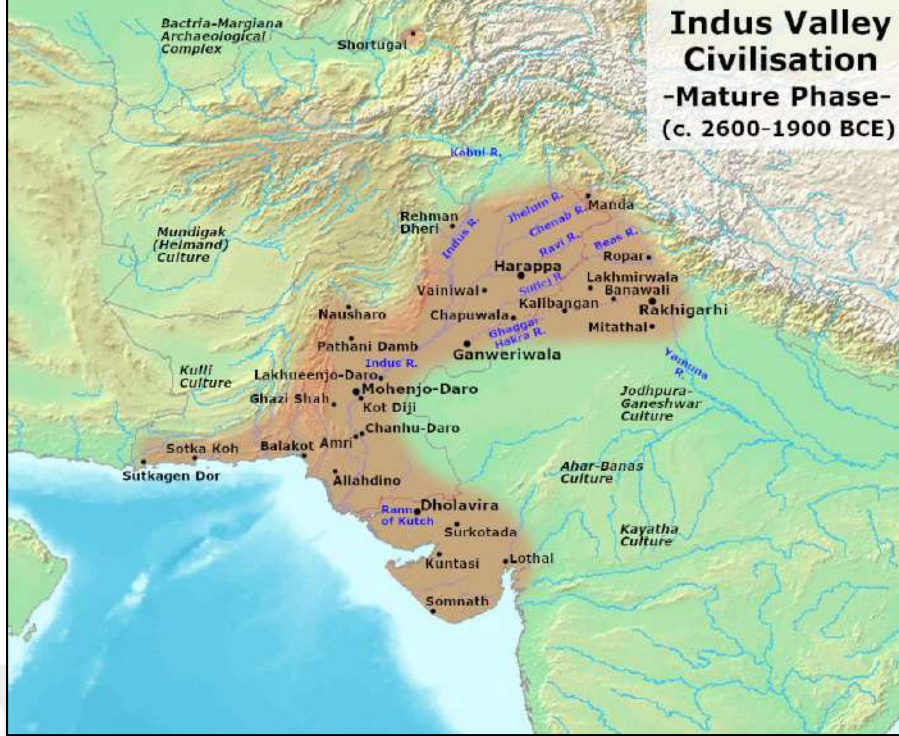 Indus Valley
Civilisation
-Mature Phase-
(c. 2600-1900 BCE)
Bactria-Margiana
Archaeological
Complex
Shortugai
Kabul R.
Manda
Jhelum R.
Chenab R.
Rehman
Dheri
Indus R.
Ravi R.
Beas R.
Mundigak
(Helmand)
Culture
Ropar
Harappa
Lakhmirwala
Sutlej R.
Banawali
Vainiwal
Kalibangan
Rakhigarhi
Nausharo
Chapuwala
Mitathal
Ghaggar
Hakra R.
Pathani Damb
Ganweriwala
Indus R.
Yamuna
R.
Kulli
Culture
Lakhueenjo-Daro
Mohenjo-Daro
Jodhpura-
Ganeshwar
Culture
Ghazi Shah
Kot Diji
Chanhu-Daro
Amri
Sotka Koh
Balakot
Sutkagen Dor
Ahar-Banas
Culture
Allahdino
Dholavira
Rann
of Kutch
Surkotada
Kayatha
Culture
Kuntasi
Lothal
Somnath